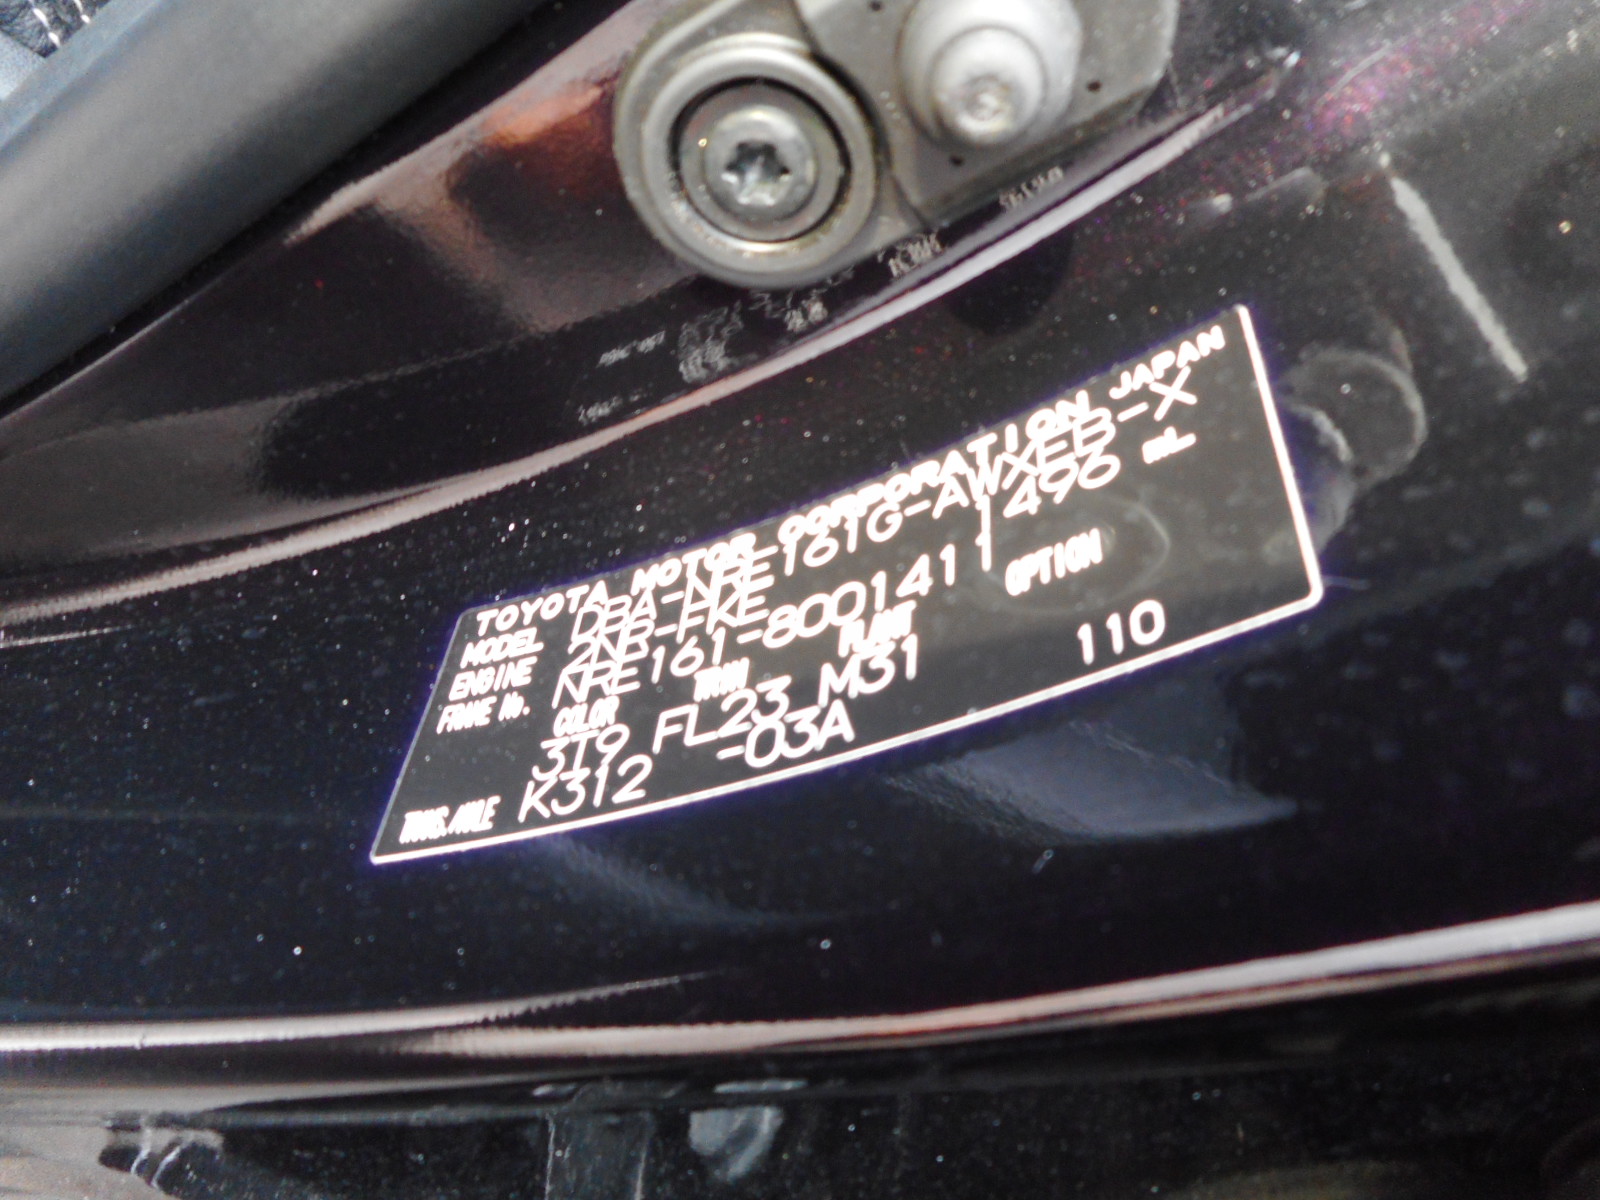 TOYOTA MOTOR CORPORATION JAPAN
MODEL DBA-NRE161G-AWXEB-X
ENGINE 2NB-FKE 1496 mL
FRAME No. NRE161-8001411
COLOR TRIM PLANT OPTION
3T9 FL23 M31 110
TRANS./AXLE K312 -03A